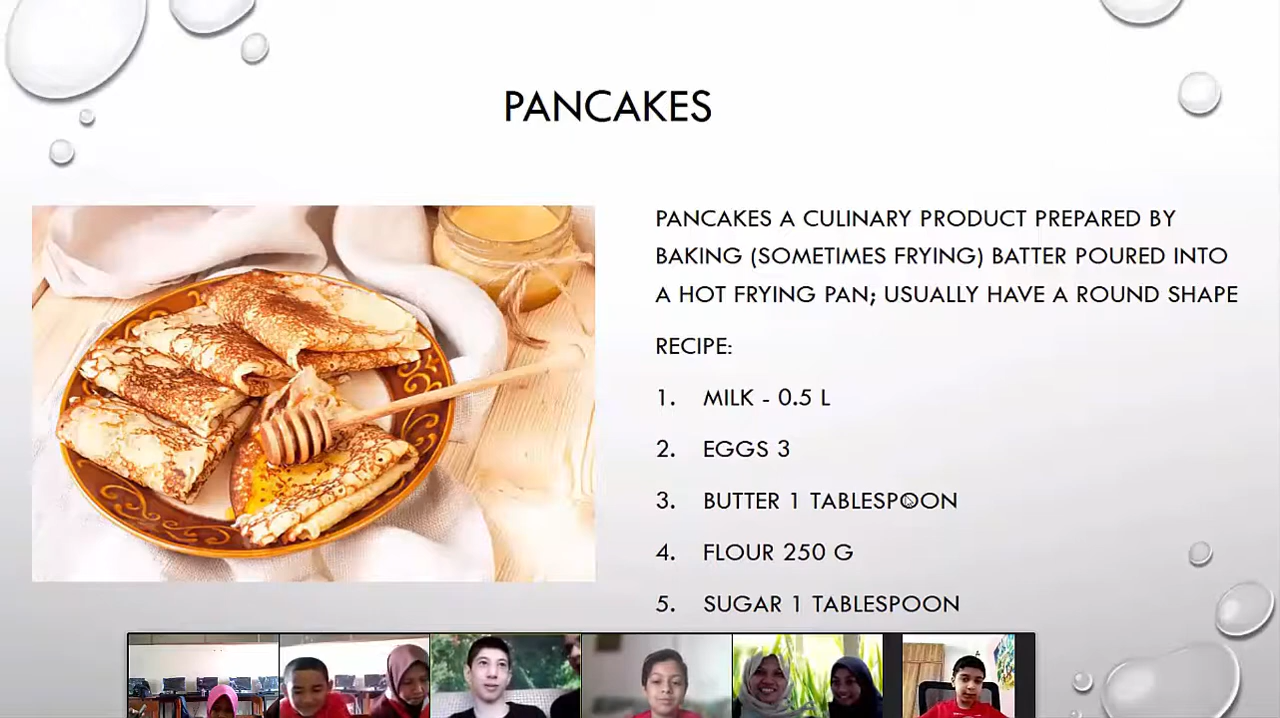 PANCAKES
PANCAKES A CULINARY PRODUCT PREPARED BY
BAKING (SOMETIMES FRYING) BATTER POURED INTO
A HOT FRYING PAN; USUALLY HAVE A ROUND SHAPE
RECIPE:
1. MILK - 0.5 L
2. EGGS 3
3. BUTTER 1 TABLESPOON
4. FLOUR 250 G
5. SUGAR 1 TABLESPOON